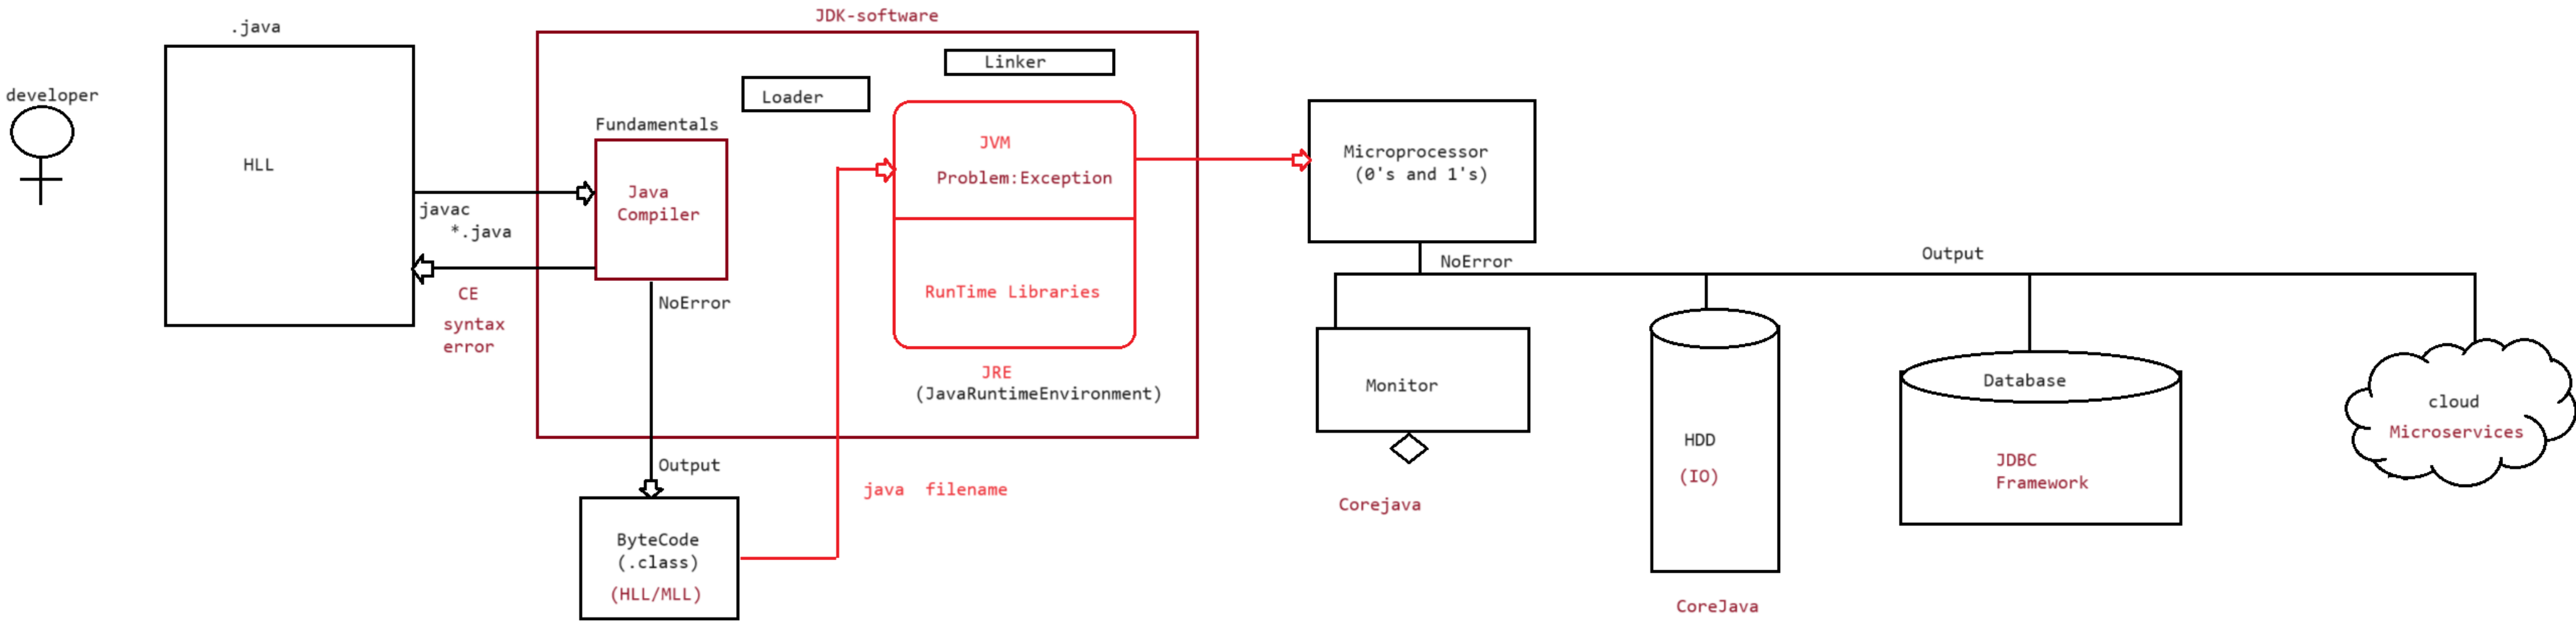 JDK-software
.java
developer
HLL
javac
*.java
CE
syntax
error
Loader
Linker
Fundamentals
Java
Compiler
NoError
JVM
Problem:Exception
RunTime Libraries
JRE
(JavaRuntimeEnvironment)
Output
ByteCode
(.class)
(HLL/MLL)
java filename
Microprocessor
(0's and 1's)
NoError
Output
Monitor
Corejava
HDD
(IO)
CoreJava
Database
JDBC
Framework
cloud
Microservices